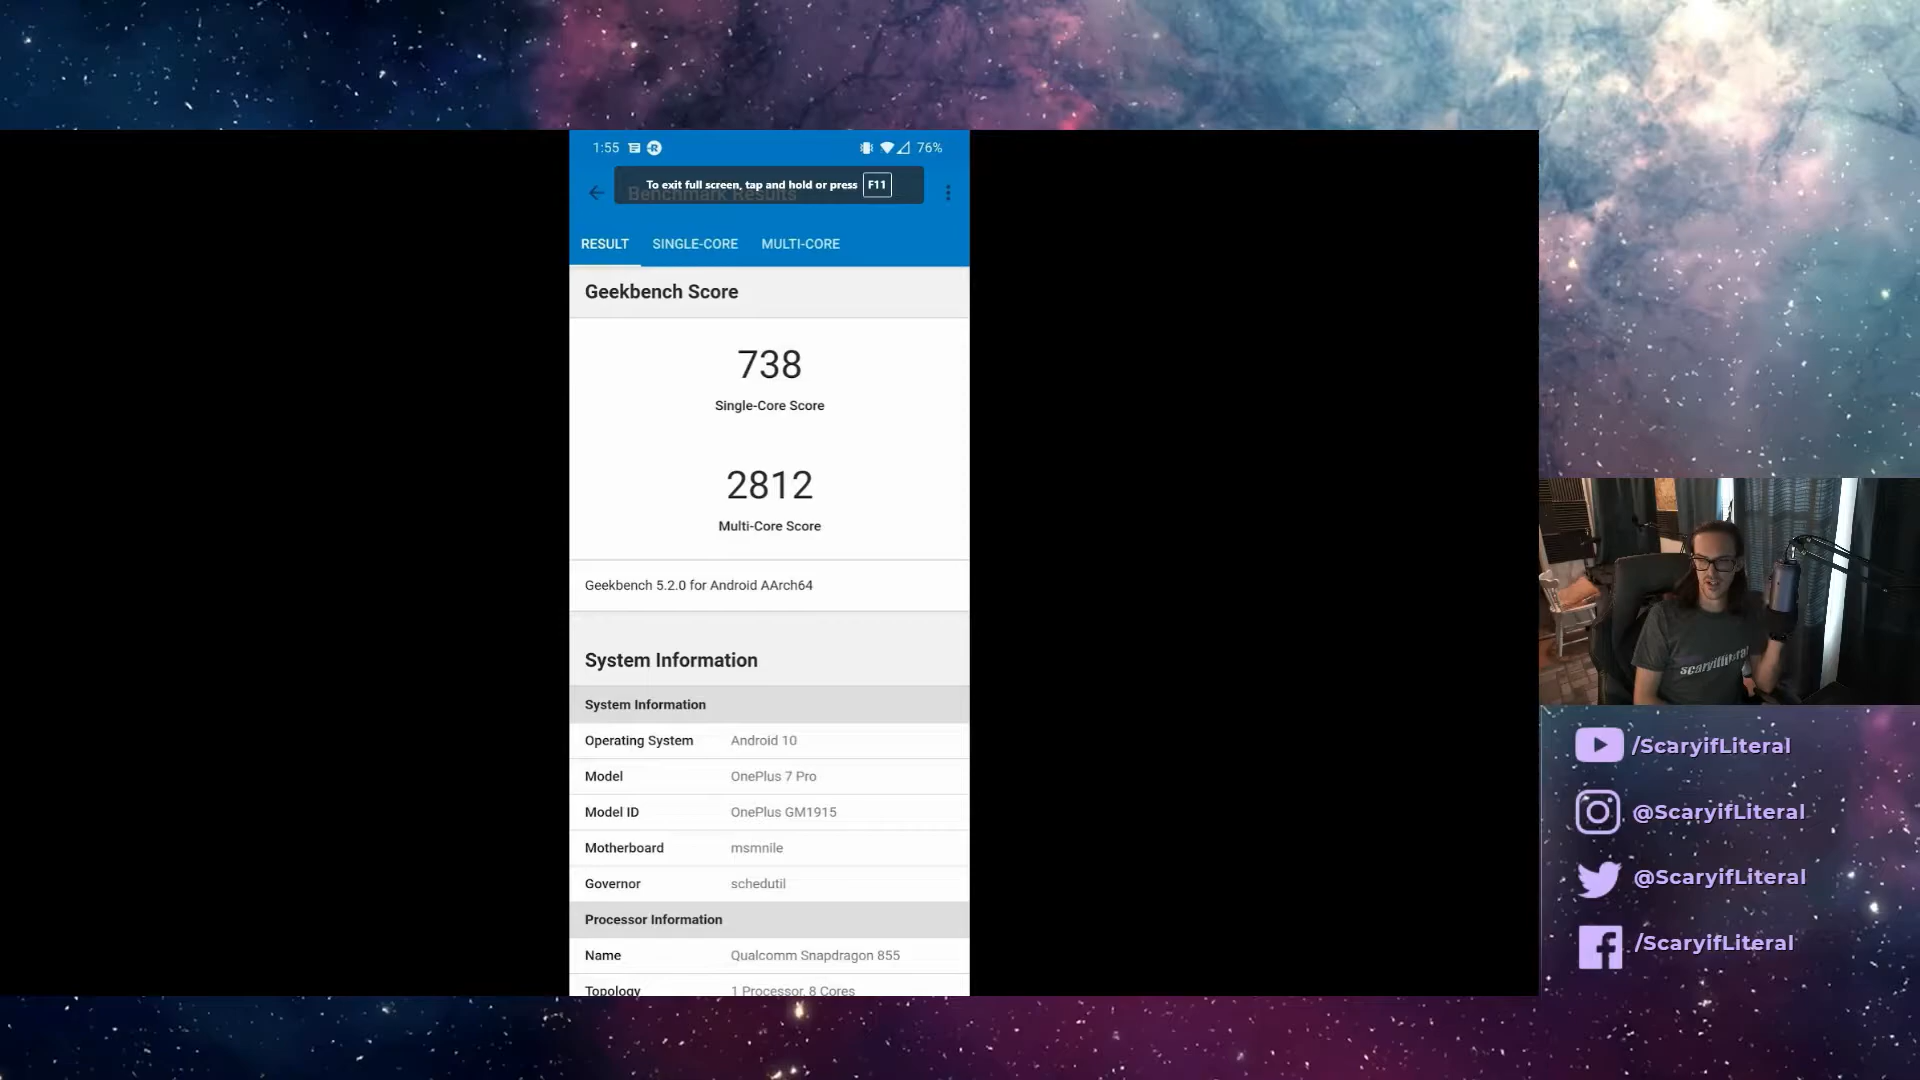 1:55
76%
To exit full screen, tap and hold or press F11
Benchmark Results
RESULT SINGLE-CORE MULTI-CORE
Geekbench Score
738
Single-Core Score
2812
Multi-Core Score
Geekbench 5.2.0 for Android AArch64
System Information
System Information
Operating System Android 10
Model OnePlus 7 Pro
Model ID OnePlus GM1915
Motherboard msmnile
Governor schedutil
Processor Information
Name Qualcomm Snapdragon 855
Topology 1 Processor, 8 Cores
scaryifliteral
/ScaryifLiteral
@ScaryifLiteral
@ScaryifLiteral
/ScaryifLiteral